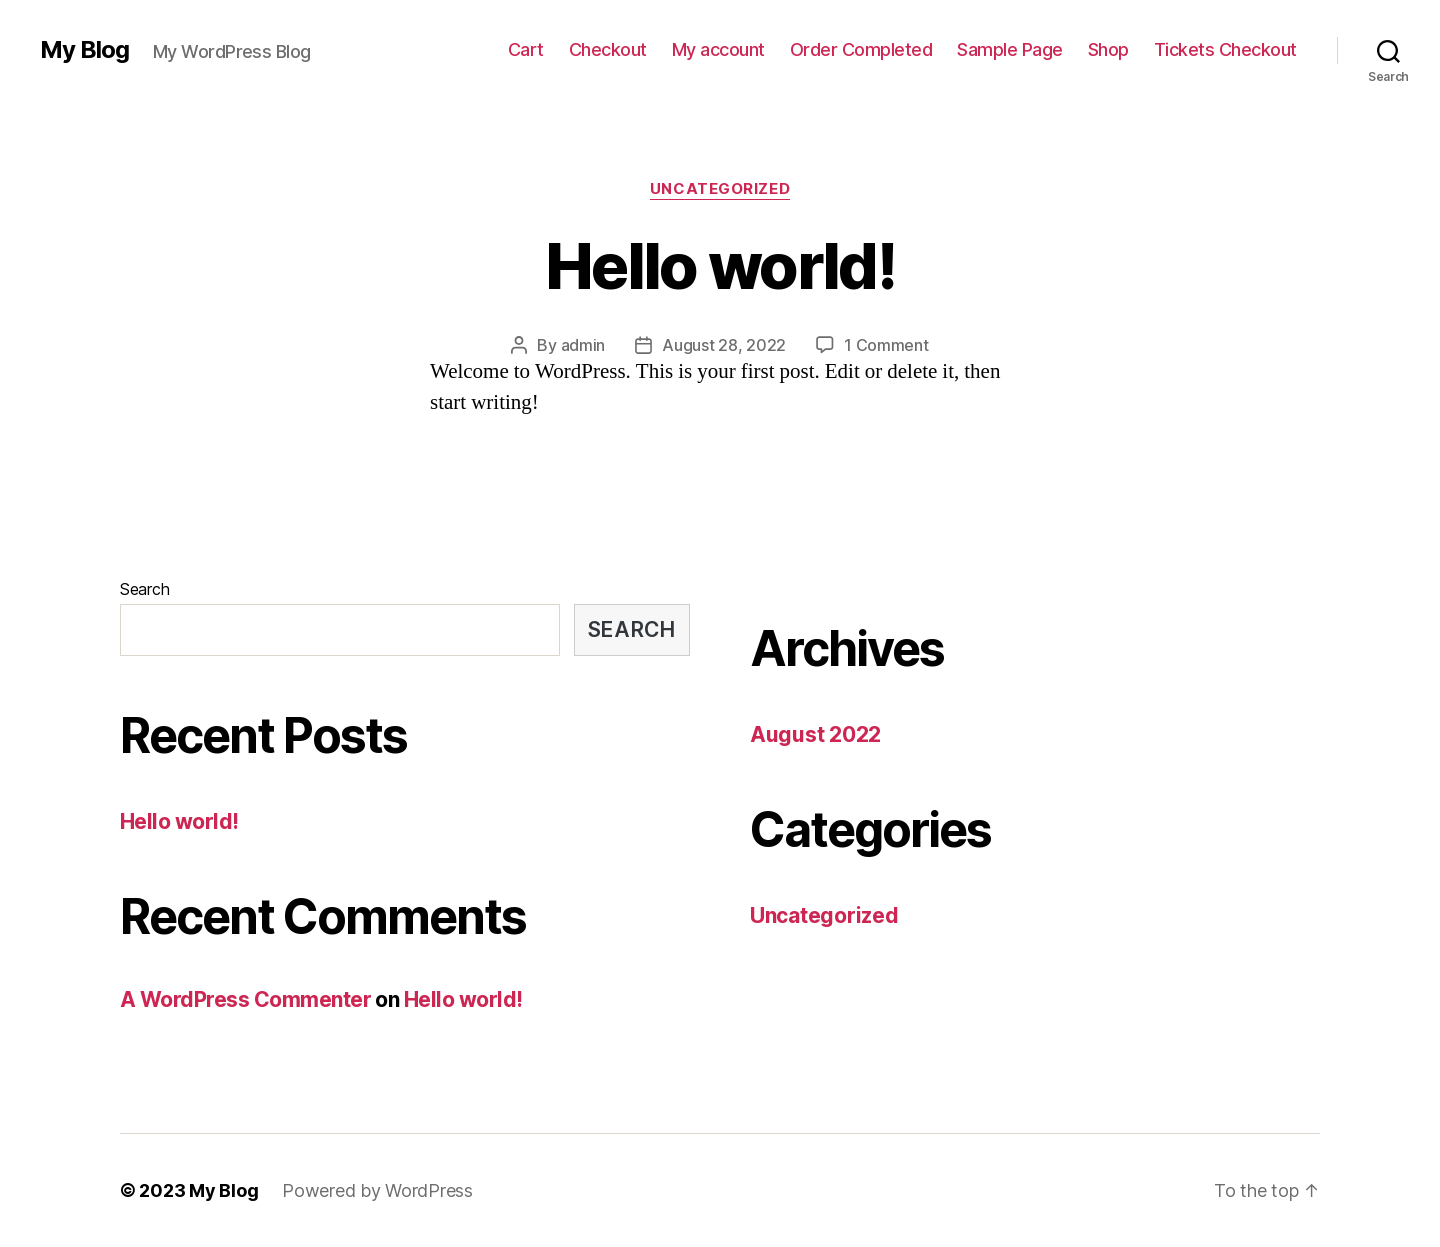 My Blog My WordPress Blog Cart Checkout My account Order Completed Sample Page Shop Tickets Checkout
Search
UNCATEGORIZED
Hello world!
By admin August 28, 2022 1 Comment
Welcome to WordPress. This is your first post. Edit or delete it, then
start writing!
Search
SEARCH
Recent Posts
Hello world!
Recent Comments
A WordPress Commenter on Hello world!
Archives
August 2022
Categories
Uncategorized
© 2023 My Blog Powered by WordPress To the top ↑